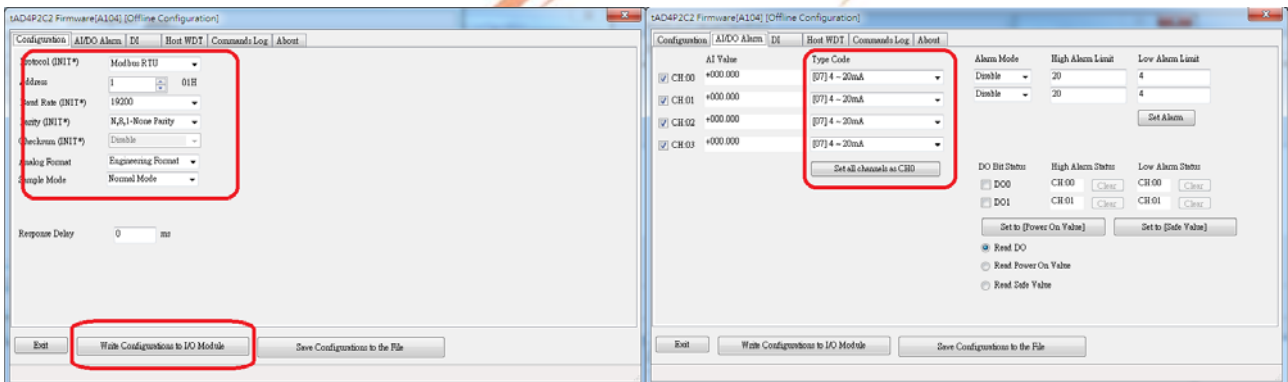 tAD4P2C2 Firmware[A104] [Offline Configuration]
Configuration AI/DO Alarm DI Host WDT Commands Log About
Protocol (INIT*) Modbus RTU
Address 1 01H
Baud Rate (INIT*) 19200
Parity (INIT*) N,8,1-None Parity
Checksum (INIT*) Disable
Analog Format Engineering Format
Sample Mode Normal Mode
Response Delay 0 ms
Exit Write Configurations to I/O Module Save Configurations to the File
tAD4P2C2 Firmware[A104] [Offline Configuration]
Configuration AI/DO Alarm DI Host WDT Commands Log About
AI Value Type Code Alarm Mode High Alarm Limit Low Alarm Limit
CH:00 +000.000 [07] 4 ~ 20mA Disable 20 4
CH:01 +000.000 [07] 4 ~ 20mA Disable 20 4
CH:02 +000.000 [07] 4 ~ 20mA Set Alarm
CH:03 +000.000 [07] 4 ~ 20mA
Set all channels as CH0 DO Bit Status High Alarm Status Low Alarm Status
DO0 CH:00 Clear CH:00 Clear
DO1 CH:01 Clear CH:01 Clear
Set to [Power On Value] Set to [Safe Value]
Read DO
Read Power On Value
Read Safe Value
Exit Write Configurations to I/O Module Save Configurations to the File